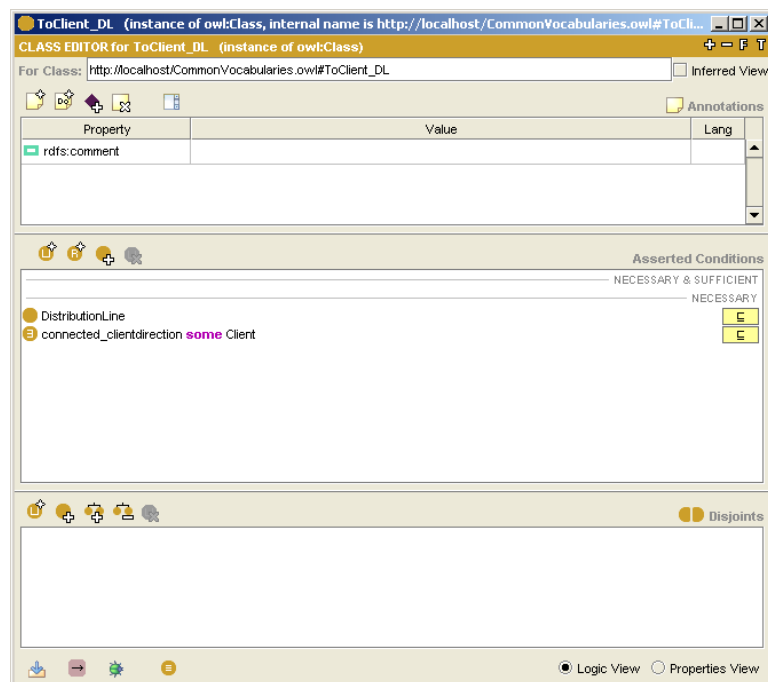 ToClient_DL (instance of owl:Class, internal name is http://localhost/CommonVocabularies.owl#ToCli...
CLASS EDITOR for ToClient_DL (instance of owl:Class)
F T
For Class: http://localhost/CommonVocabularies.owl#ToClient_DL
Inferred View
Annotations
Property Value Lang
rdfs:comment
Asserted Conditions
NECESSARY & SUFFICIENT
NECESSARY
DistributionLine
⊑
connected_clientdirection some Client
⊑
Disjoints
Logic View Properties View